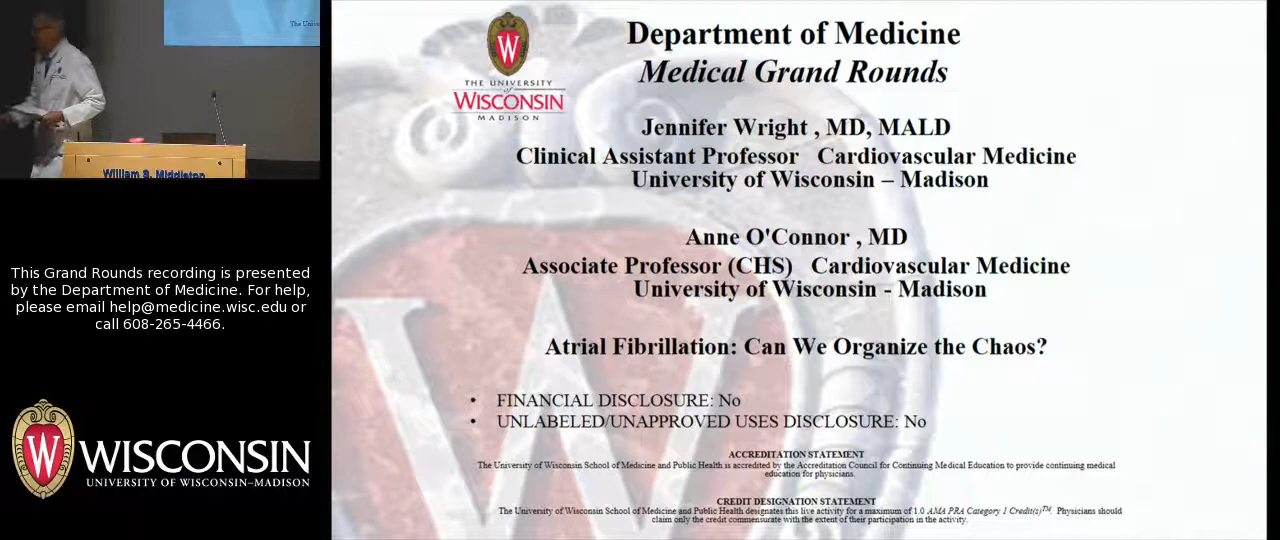 The Unive
William S. Middleton
This Grand Rounds recording is presented
by the Department of Medicine. For help,
please email help@medicine.wisc.edu or
call 608-265-4466.
W
WISCONSIN
UNIVERSITY OF WISCONSIN–MADISON
W
THE UNIVERSITY
of
WISCONSIN
MADISON
Department of Medicine
Medical Grand Rounds
Jennifer Wright , MD, MALD
Clinical Assistant Professor Cardiovascular Medicine
University of Wisconsin – Madison
Anne O'Connor , MD
Associate Professor (CHS) Cardiovascular Medicine
University of Wisconsin - Madison
Atrial Fibrillation: Can We Organize the Chaos?
• FINANCIAL DISCLOSURE: No
• UNLABELED/UNAPPROVED USES DISCLOSURE: No
ACCREDITATION STATEMENT
The University of Wisconsin School of Medicine and Public Health is accredited by the Accreditation Council for Continuing Medical Education to provide continuing medical
education for physicians.
CREDIT DESIGNATION STATEMENT
The University of Wisconsin School of Medicine and Public Health designates this live activity for a maximum of 1.0 AMA PRA Category 1 Credit(s)TM. Physicians should
claim only the credit commensurate with the extent of their participation in the activity.